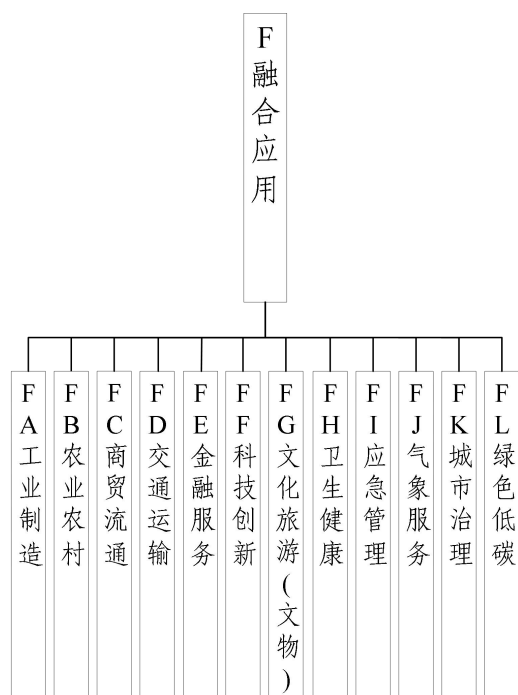 F融合应用
FA工业制造
FB农业农村
FC商贸流通
FD交通运输
FE金融服务
FF科技创新
FG文化旅游(文物)
FH卫生健康
FI应急管理
FJ气象服务
FK城市治理
FL绿色低碳